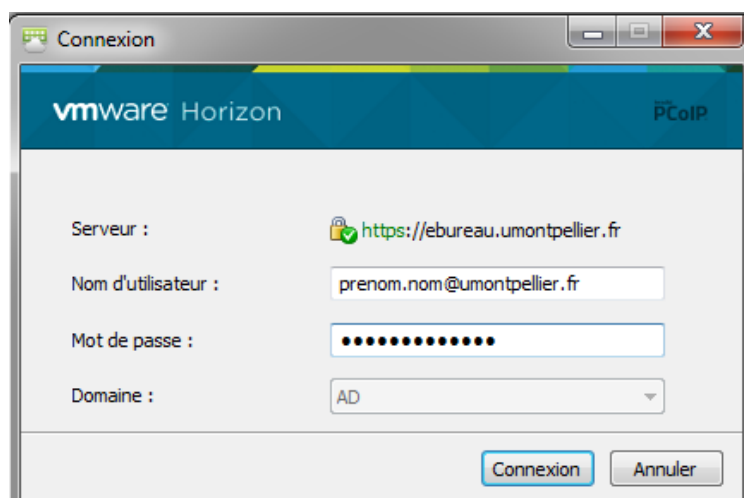 Connexion
vmware Horizon
PCoIP
Serveur : https://ebureau.umontpellier.fr
Nom d'utilisateur : prenom.nom@umontpellier.fr
Mot de passe : •••••••••••••
Domaine : AD
Connexion Annuler